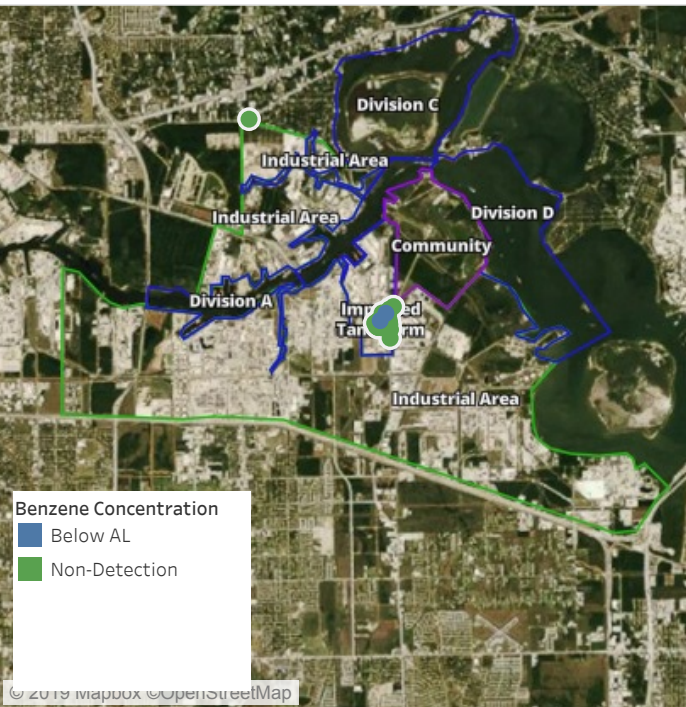 Division C
Industrial Area
Division D
Industrial Area
Community
Division A
Industrial Area
Benzene Concentration
Below AL
Non-Detection
© 2019 Mapbox ©OpenStreetMap